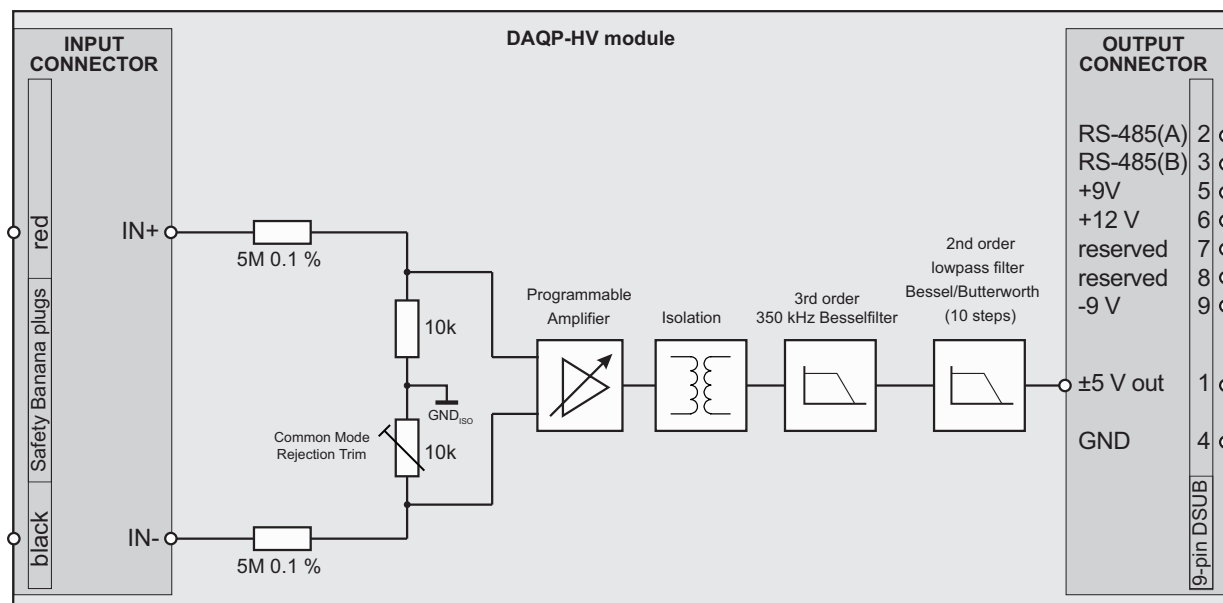 DAQP-HV module
INPUT
CONNECTOR
red
Safety Banana plugs
black
IN+
IN-
5M 0.1 %
10k
GNDISO
Common Mode
Rejection Trim
10k
5M 0.1 %
Programmable
Amplifier
Isolation
3rd order
350 kHz Besselfilter
2nd order
lowpass filter
Bessel/Butterworth
(10 steps)
OUTPUT
CONNECTOR
RS-485(A) 2
RS-485(B) 3
+9V 5
+12 V 6
reserved 7
reserved 8
-9 V 9
±5 V out 1
GND 4
9-pin DSUB